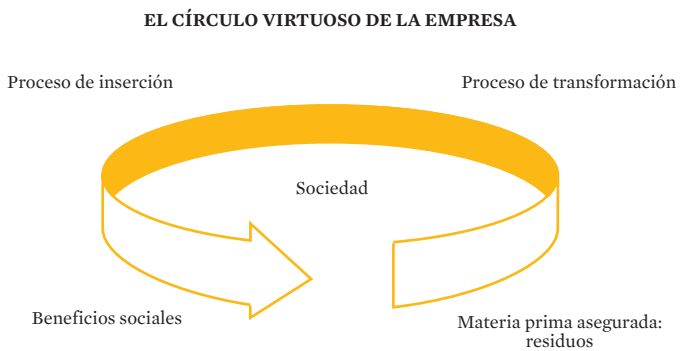 EL CÍRCULO VIRTUOSO DE LA EMPRESA
Proceso de inserción
Proceso de transformación
Sociedad
Beneficios sociales
Materia prima asegurada:
residuos